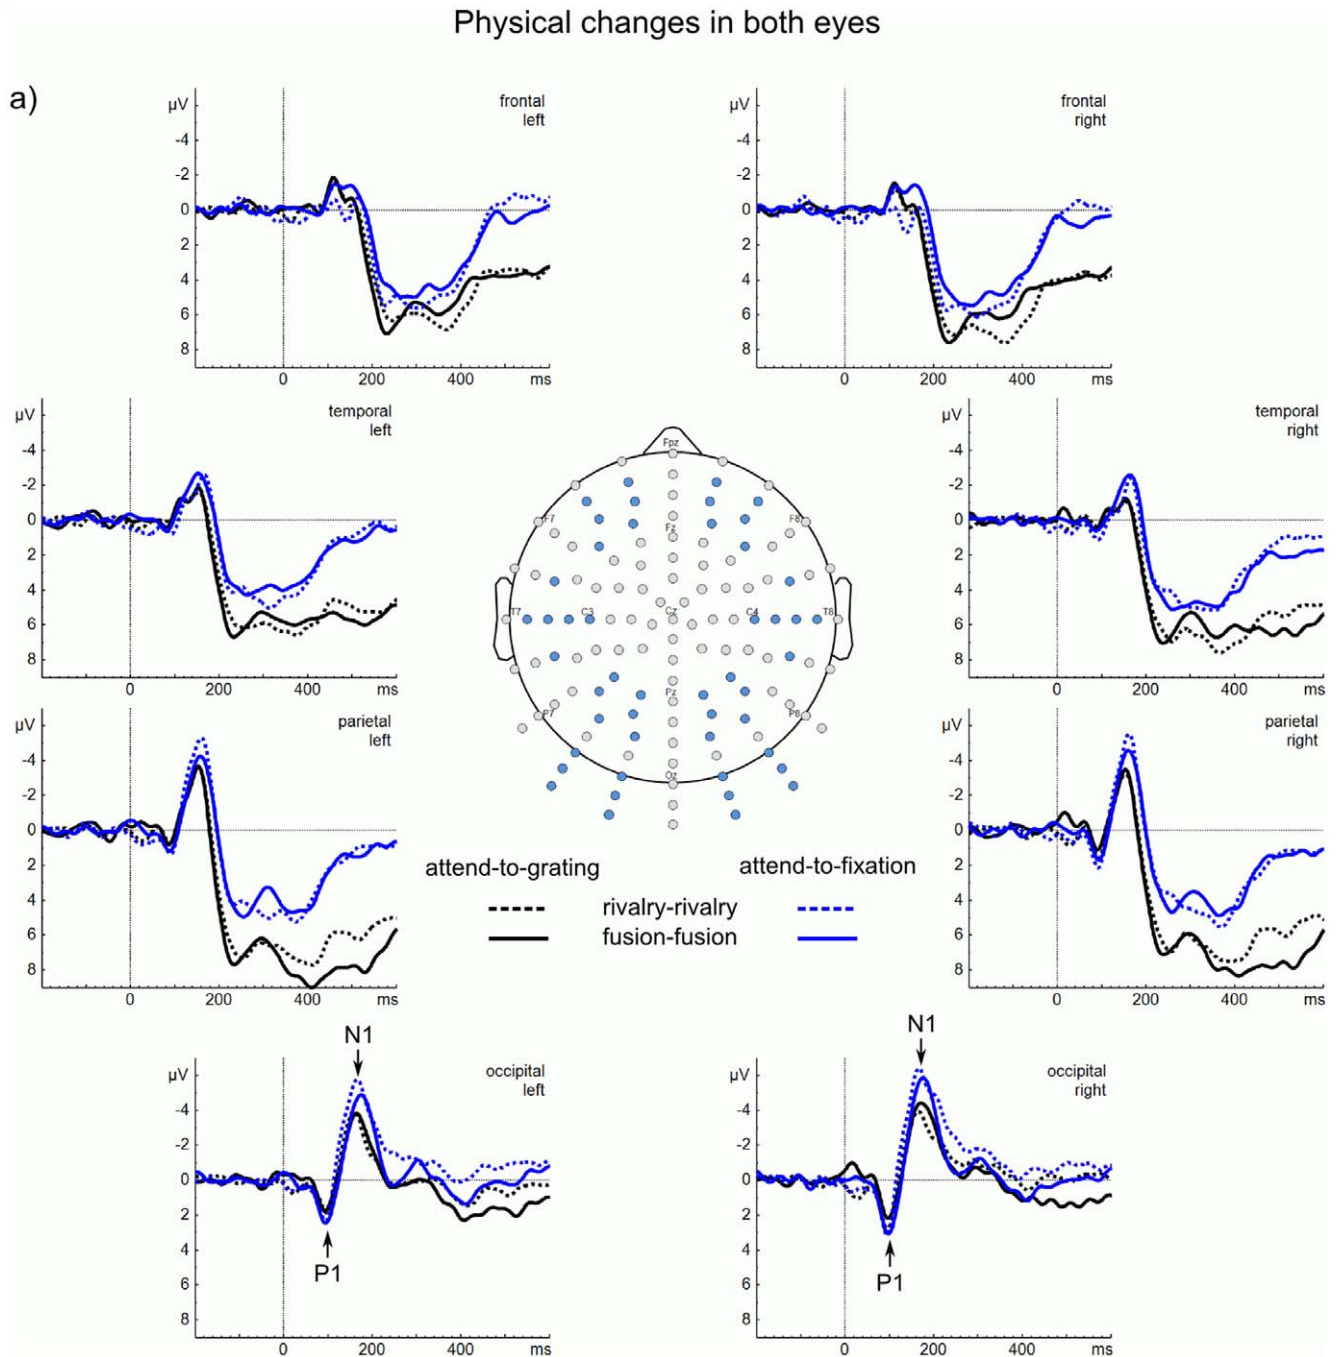 Physical changes in both eyes
a)
µV
frontal
left
-4
-2
0
2
4
6
8
0 200 400 ms
µV
frontal
right
-4
-2
0
2
4
6
8
0 200 400 ms
µV
temporal
left
-4
-2
0
2
4
6
8
0 200 400 ms
Fpz
F7 Fz F8
T7 C3 Cz C4 T8
P7 Pz P8
Oz
µV
temporal
right
-4
-2
0
2
4
6
8
0 200 400 ms
µV
parietal
left
-4
-2
0
2
4
6
8
0 200 400 ms
attend-to-grating attend-to-fixation
rivalry-rivalry
fusion-fusion
µV
parietal
right
-4
-2
0
2
4
6
8
0 200 400 ms
N1
µV
occipital
left
-4
-2
0
2
4
6
8
P1
0 200 400 ms
N1
µV
occipital
right
-4
-2
0
2
4
6
8
P1
0 200 400 ms